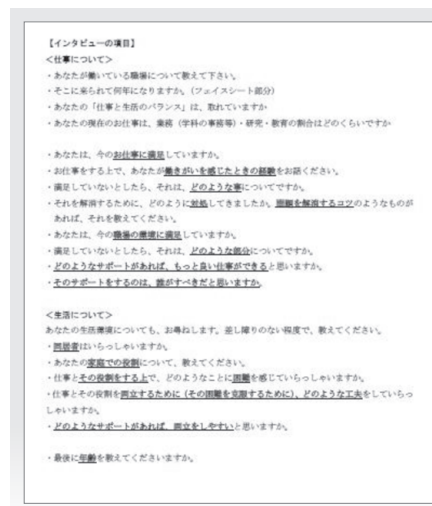 【インタビューの項目】
＜仕事について＞
・あなたが働いている職場について教えて下さい。
・そこに来られて何年になりますか。（フェイスシート部分）
・あなたの「仕事と生活のバランス」は、取れていますか
・あなたの現在のお仕事は、業務（学科の事務等）・研究・教育の割合はどのくらいですか
・あなたは、今のお仕事に満足していますか。
・お仕事をする上で、あなたが働きがいを感じたときの経験をお話ください。
・満足していないとしたら、それは、どのような事についてですか。
・それを解消するために、どのように対処してきましたか。困難を解消するコツのようなものが
あれば、それを教えてください。
・あなたは、今の職場の環境に満足していますか。
・満足していないとしたら、それは、どのような部分についてですか。
・どのようなサポートがあれば、もっと良い仕事ができると思いますか。
・そのサポートをするのは、誰がすべきだと思いますか。
＜生活について＞
あなたの生活環境についても、お尋ねします。差し障りのない程度で、教えてください。
・同居者はいらっしゃいますか。
・あなたの家庭での役割について、教えてください。
・仕事とその役割をする上で、どのようなことに困難を感じていらっしゃいますか。
・仕事とその役割を両立するために（その困難を克服するために）、どのような工夫をしていらっ
しゃいますか。
・どのようなサポートがあれば、両立をしやすいと思いますか。
・最後に年齢を教えてくださいますか。